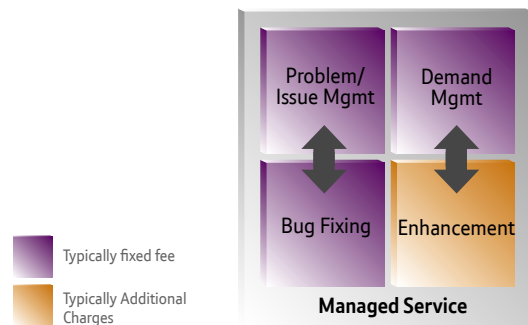 Problem/
Issue Mgmt
Demand
Mgmt
Bug Fixing
Enhancement
Managed Service
Typically fixed fee
Typically Additional
Charges